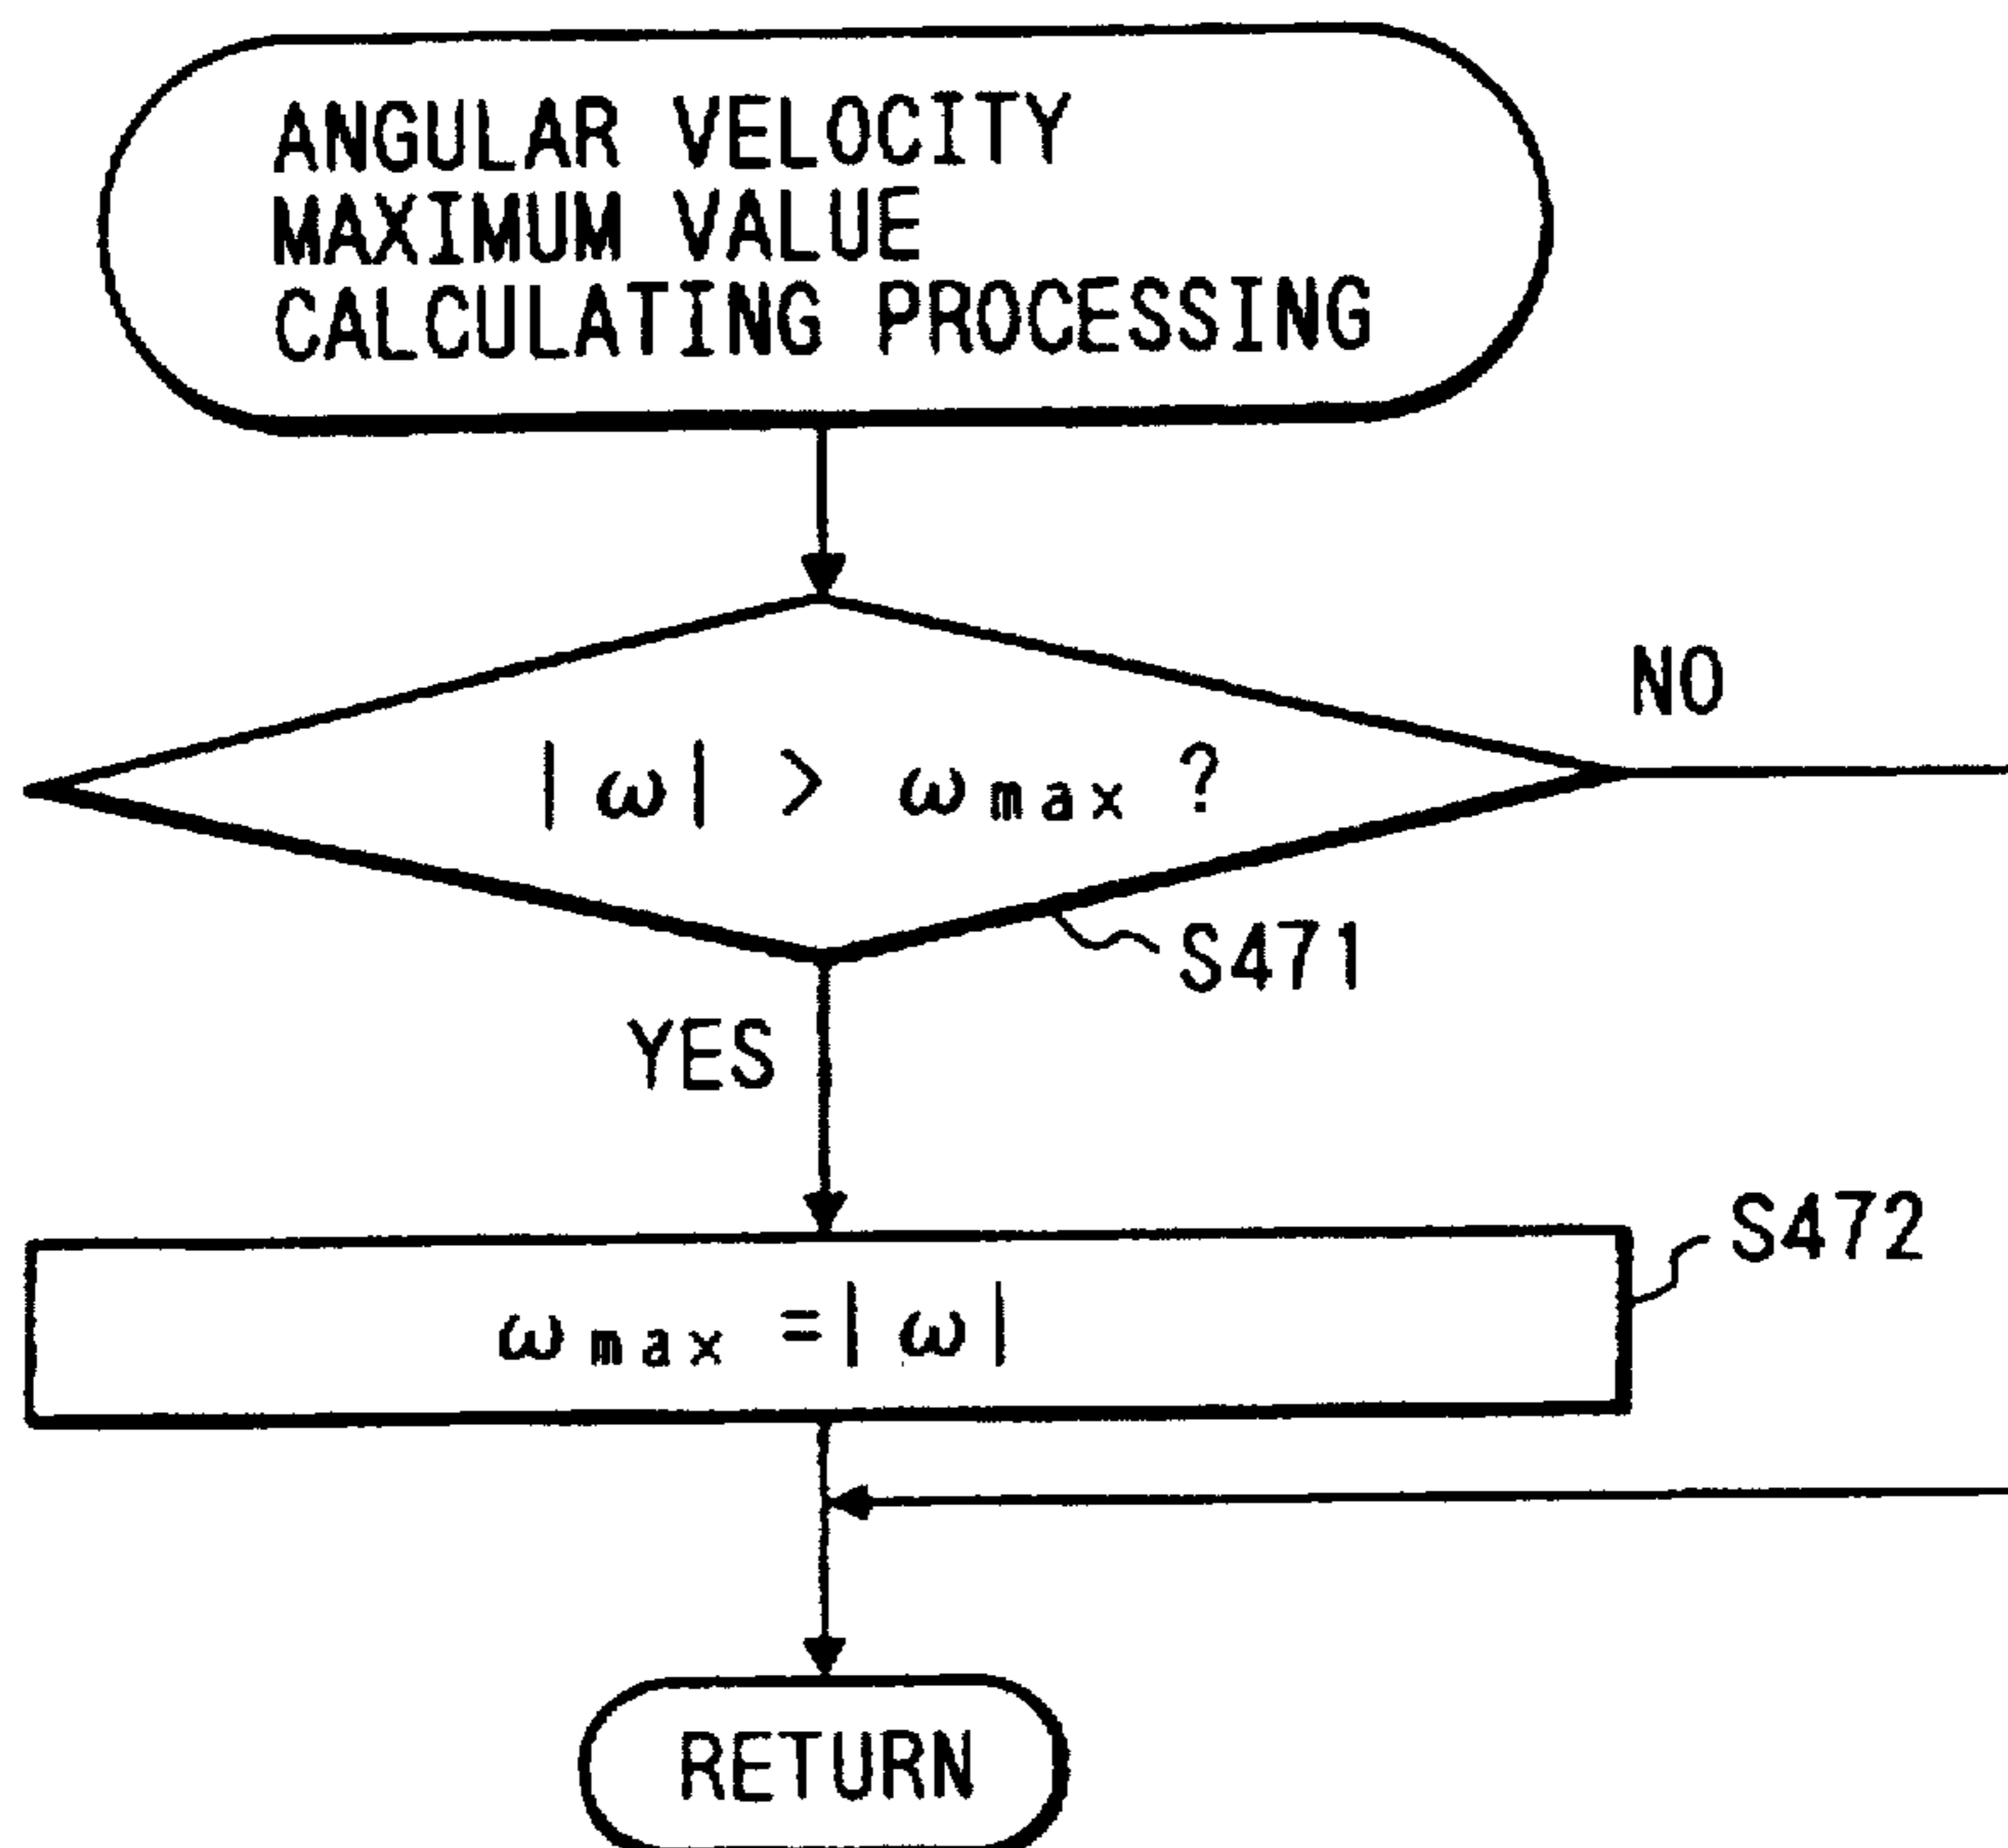 ANGULAR VELOCITY
MAXIMUM VALUE
CALCULATING PROCESSING
NO
|ω| > ωmax ?
S471
YES
S472
ωmax =|ω|
RETURN